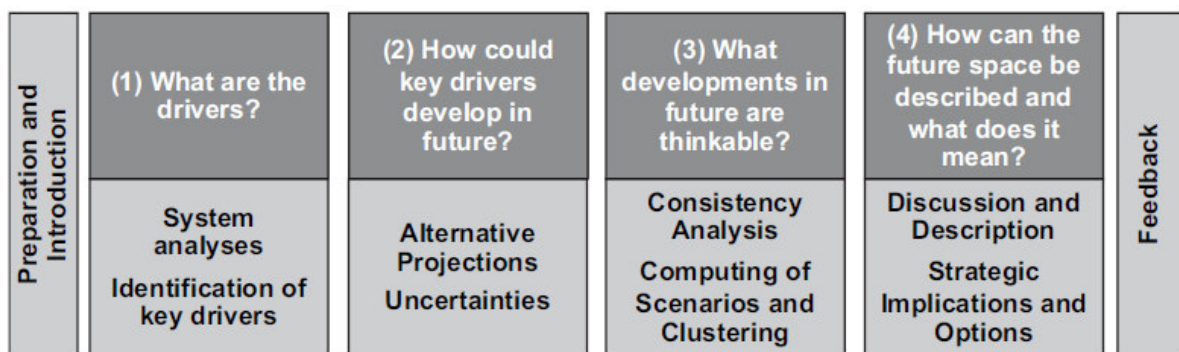 Preparation and
Introduction
(1) What are the
drivers?
System
analyses
Identification of
key drivers
(2) How could
key drivers
develop in
future?
Alternative
Projections
Uncertainties
(3) What
developments in
future are
thinkable?
Consistency
Analysis
Computing of
Scenarios and
Clustering
(4) How can the
future space be
described and
what does it
mean?
Discussion and
Description
Strategic
Implications and
Options
Feedback